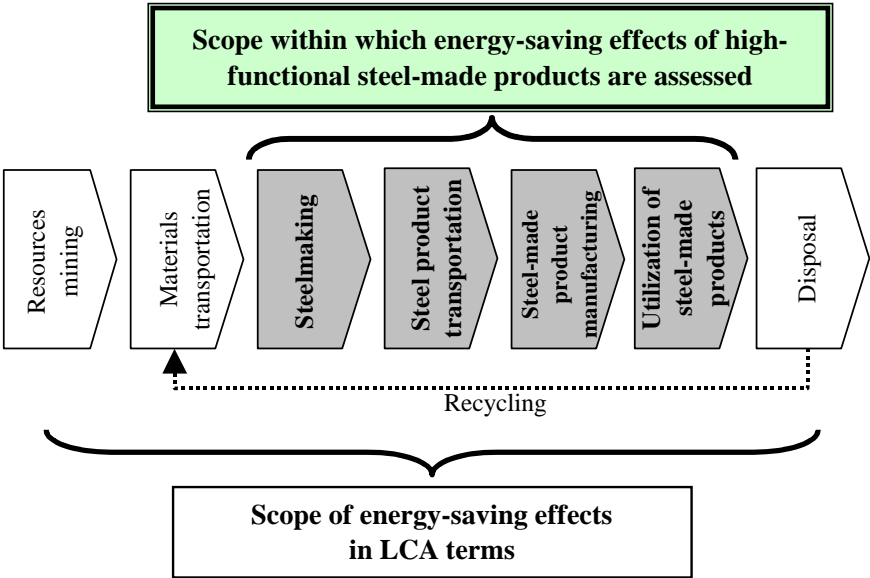 Scope within which energy-saving effects of high-
functional steel-made products are assessed
Resources
mining
Materials
transportation
Steelmaking
Steel product
transportation
Steel-made
product
manufacturing
Utilization of
steel-made
products
Disposal
Recycling
Scope of energy-saving effects
in LCA terms